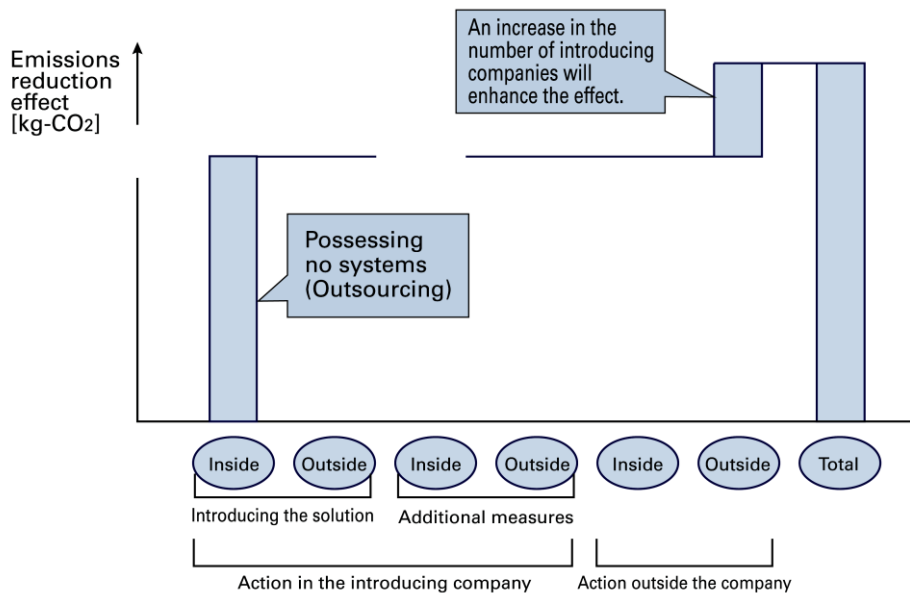 Emissions
reduction
effect
[kg-CO2]
An increase in the
number of introducing
companies will
enhance the effect.
Possessing
no systems
(Outsourcing)
Inside
Outside
Inside
Outside
Inside
Outside
Total
Introducing the solution
Additional measures
Action in the introducing company
Action outside the company